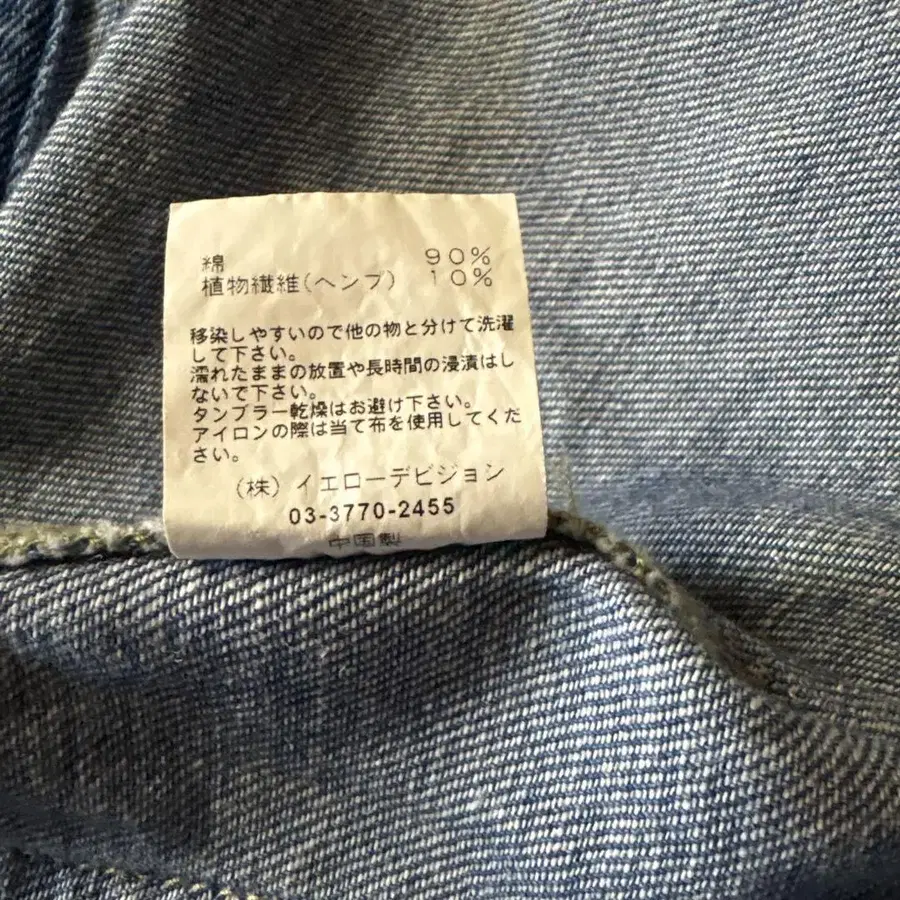 綿 90%
植物繊維(ヘンプ) 10%
移染しやすいので他の物と分けて洗濯
して下さい。
濡れたままの放置や長時間の浸漬はし
ないで下さい。
タンブラー乾燥はお避け下さい。
アイロンの際は当て布を使用してくだ
さい。
(株)イエローデビジョン
03-3770-2455
中国製